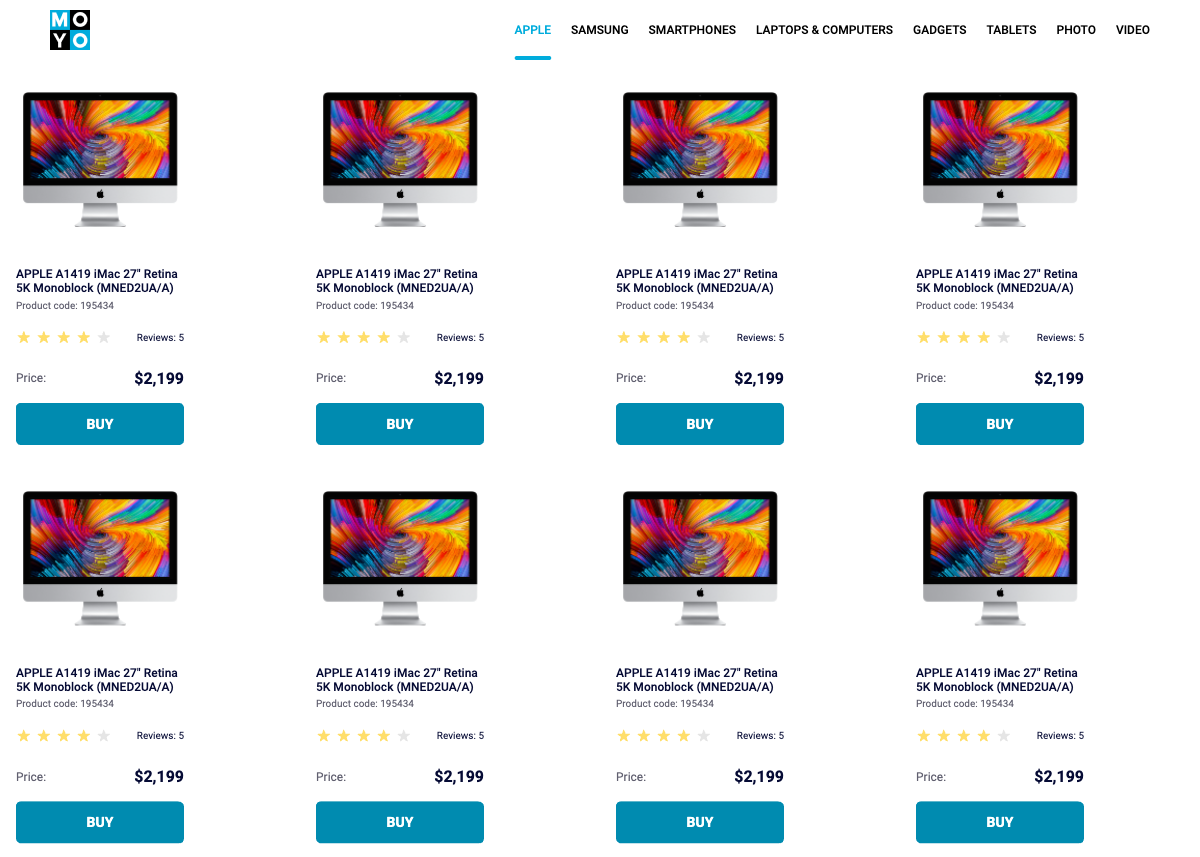 MO
YO
APPLE SAMSUNG SMARTPHONES LAPTOPS & COMPUTERS GADGETS TABLETS PHOTO VIDEO
APPLE A1419 iMac 27" Retina
5K Monoblock (MNED2UA/A)
Product code: 195434
Reviews: 5
Price: $2,199
BUY
APPLE A1419 iMac 27" Retina
5K Monoblock (MNED2UA/A)
Product code: 195434
Reviews: 5
Price: $2,199
BUY
APPLE A1419 iMac 27" Retina
5K Monoblock (MNED2UA/A)
Product code: 195434
Reviews: 5
Price: $2,199
BUY
APPLE A1419 iMac 27" Retina
5K Monoblock (MNED2UA/A)
Product code: 195434
Reviews: 5
Price: $2,199
BUY
APPLE A1419 iMac 27" Retina
5K Monoblock (MNED2UA/A)
Product code: 195434
Reviews: 5
Price: $2,199
BUY
APPLE A1419 iMac 27" Retina
5K Monoblock (MNED2UA/A)
Product code: 195434
Reviews: 5
Price: $2,199
BUY
APPLE A1419 iMac 27" Retina
5K Monoblock (MNED2UA/A)
Product code: 195434
Reviews: 5
Price: $2,199
BUY
APPLE A1419 iMac 27" Retina
5K Monoblock (MNED2UA/A)
Product code: 195434
Reviews: 5
Price: $2,199
BUY